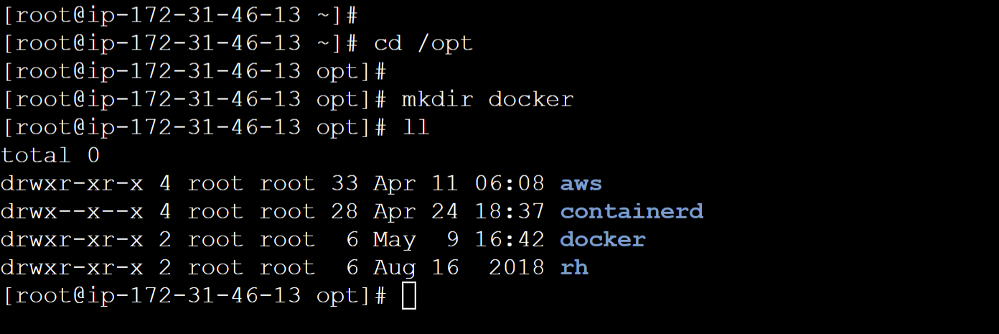 [root@ip-172-31-46-13 ~]#
[root@ip-172-31-46-13 ~]# cd /opt
[root@ip-172-31-46-13 opt]#
[root@ip-172-31-46-13 opt]# mkdir docker
[root@ip-172-31-46-13 opt]# ll
total 0
drwxr-xr-x 4 root root 33 Apr 11 06:08 aws
drwx--x--x 4 root root 28 Apr 24 18:37 containerd
drwxr-xr-x 2 root root  6 May  9 16:42 docker
drwxr-xr-x 2 root root  6 Aug 16  2018 rh
[root@ip-172-31-46-13 opt]#